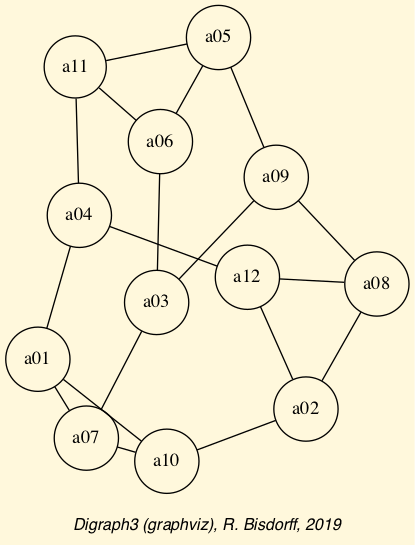 a05
a11
a06
a09
a04
a12
a08
a03
a01
a02
a07
a10
Digraph3 (graphviz), R. Bisdorff, 2019